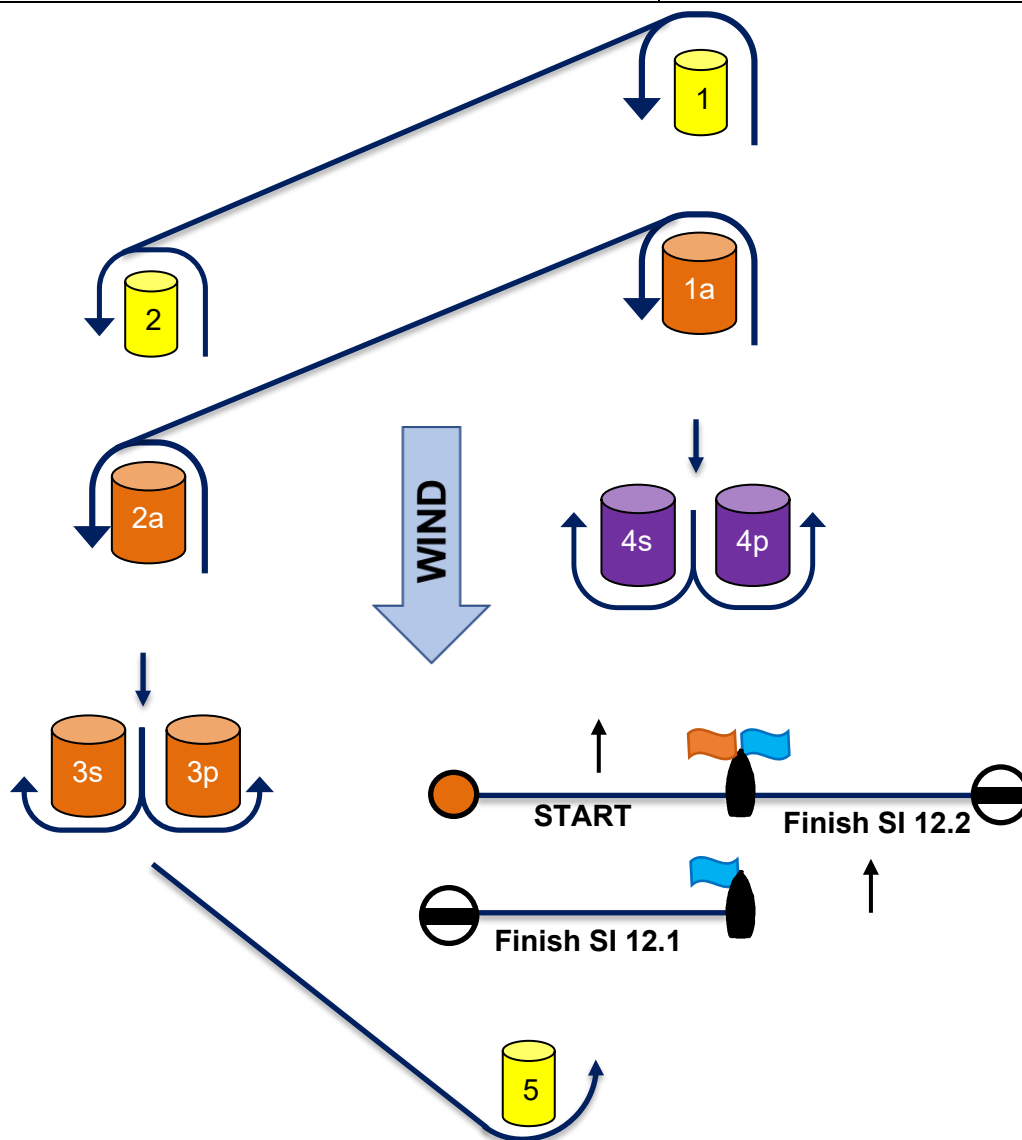 1
1a
2
WIND
2a
4s 4p
3s 3p
START
Finish SI 12.2
Finish SI 12.1
5